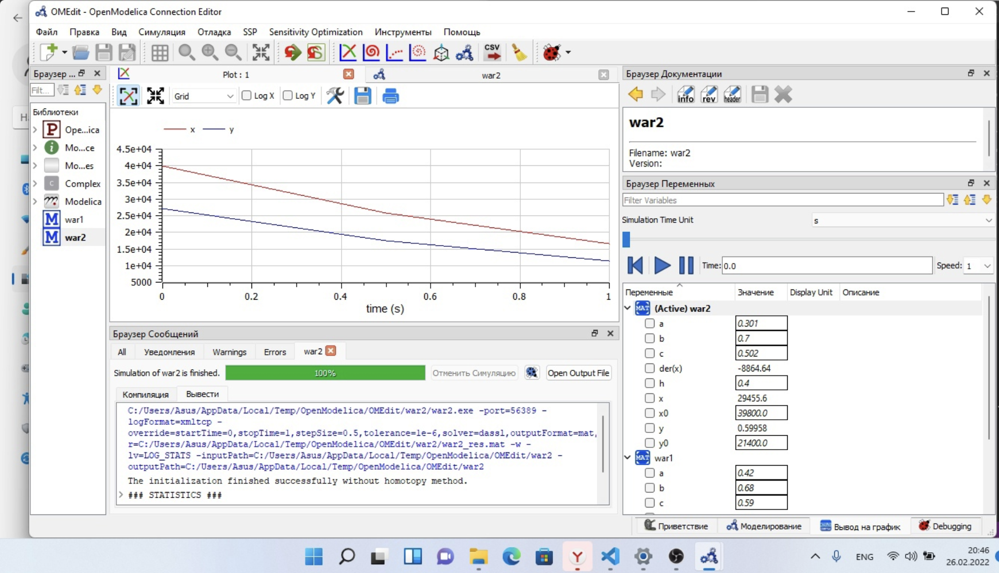 OMEdit - OpenModelica Connection Editor
Файл Правка Вид Симуляция Отладка SSP Sensitivity Optimization Инструменты Помощь
CSV
Браузер ...
Filt...
Библиотеки
P Ope...ica
i Mo...ce
Mo...es
C Complex
Modelica
M war1
M war2
Plot : 1
war2
Grid Log X Log Y
x y
4.5e+04
4e+04
3.5e+04
3e+04
2.5e+04
2e+04
1.5e+04
1e+04
5000
0 0.2 0.4 0.6 0.8 1
time (s)
Браузер Сообщений
All Уведомления Warnings Errors war2
Simulation of war2 is finished. 100% Отменить Симуляцию Open Output File
Компиляция Вывести
C:/Users/Asus/AppData/Local/Temp/OpenModelica/OMEdit/war2/war2.exe -port=56389 -
logFormat=xmltcp -
override=startTime=0,stopTime=1,stepSize=0.5,tolerance=1e-6,solver=dassl,outputFormat=mat,
r=C:/Users/Asus/AppData/Local/Temp/OpenModelica/OMEdit/war2/war2_res.mat -w -
lv=LOG_STATS -inputPath=C:/Users/Asus/AppData/Local/Temp/OpenModelica/OMEdit/war2 -
outputPath=C:/Users/Asus/AppData/Local/Temp/OpenModelica/OMEdit/war2
The initialization finished successfully without homotopy method.
### STATISTICS ###
Браузер Документации
info rev header
war2
Filename: war2
Version:
Браузер Переменных
Filter Variables
Simulation Time Unit s
Time: 0.0 Speed: 1
Переменные Значение Display Unit Описание
MAT (Active) war2
a 0.301
b 0.7
c 0.502
der(x) -8864.64
h 0.4
x 29455.6
x0 39800.0
y 0.59958
y0 21400.0
MAT war1
a 0.42
b 0.68
c 0.59
Приветствие Моделирование Вывод на график Debugging
ENG
20:46
26.02.2022